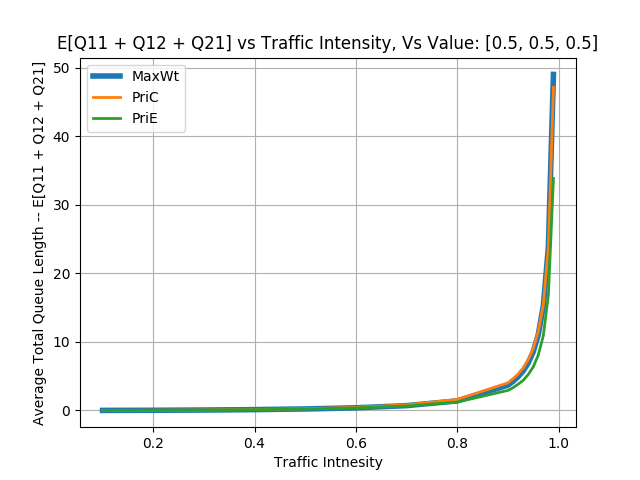 E[Q11 + Q12 + Q21] vs Traffic Intensity, Vs Value: [0.5, 0.5, 0.5]
MaxWt
PriC
PriE
Average Total Queue Length -- E[Q11 + Q12 + Q21]
50
40
30
20
10
0
0.2 0.4 0.6 0.8 1.0
Traffic Intnesity